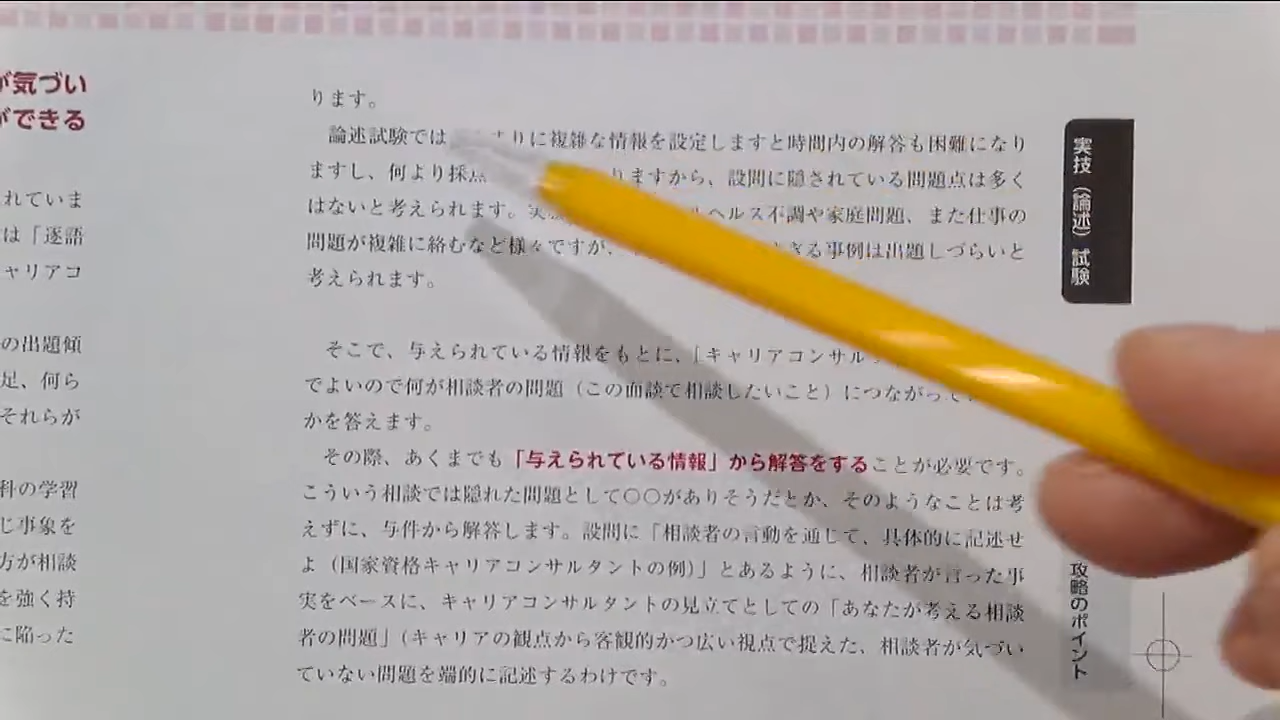 が気づい
ができる
れていま
は「逐語
ャリアコ
の出題傾
足、何ら
それらが
科の学習
じ事象を
方が相談
を強く持
に陥った
ります。
論述試験では まりに複雑な情報を設定しますと時間内の解答も困難になり
ますし、何より採点 りますから、設問に隠されている問題点は多く
はないと考えられます。実 ルヘルス不調や家庭問題、また仕事の
問題が複雑に絡むなど様々ですが、 ぎる事例は出題しづらいと
考えられます。
そこで、与えられている情報をもとに、「キャリアコンサル
でよいので何が相談者の問題（この面談で相談したいこと）につながって
かを答えます。
その際、あくまでも「与えられている情報」から解答をすることが必要です。
こういう相談では隠れた問題として〇〇がありそうだとか、そのようなことは考
えずに、与件から解答します。設問に「相談者の言動を通じて、具体的に記述せ
よ（国家資格キャリアコンサルタントの例）」とあるように、相談者が言った事
実をベースに、キャリアコンサルタントの見立てとしての「あなたが考える相談
者の問題」（キャリアの観点から客観的かつ広い視点で捉えた、相談者が気づい
ていない問題を端的に記述するわけです。
実技（論述）試験
攻略のポイント